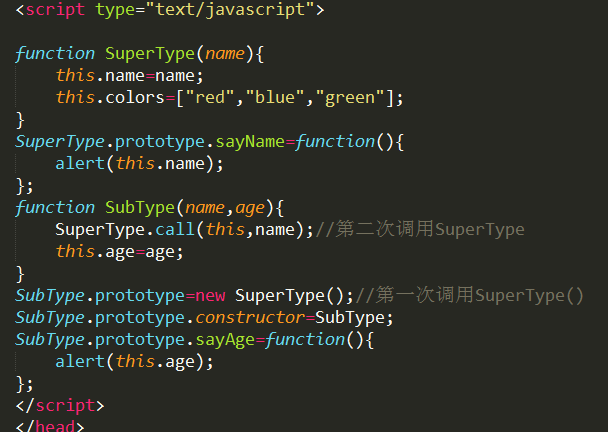 <script type="text/javascript">
function SuperType(name){
this.name=name;
this.colors=["red","blue","green"];
}
SuperType.prototype.sayName=function(){
alert(this.name);
};
function SubType(name,age){
SuperType.call(this,name);//第二次调用SuperType
this.age=age;
}
SubType.prototype=new SuperType();//第一次调用SuperType()
SubType.prototype.constructor=SubType;
SubType.prototype.sayAge=function(){
alert(this.age);
};
</script>
</head>